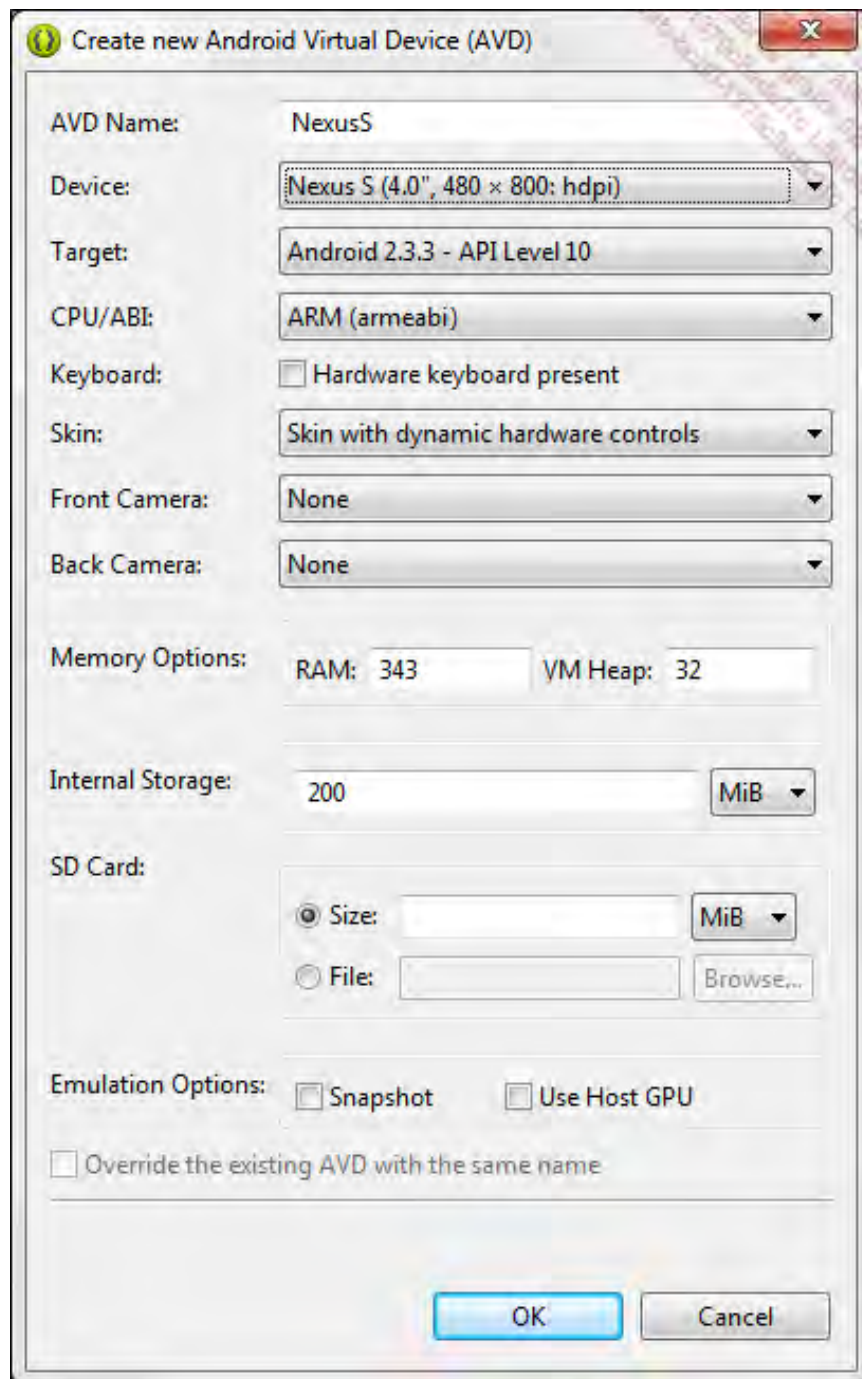 Create new Android Virtual Device (AVD)
AVD Name: NexusS
Device: Nexus S (4.0", 480 × 800: hdpi)
Target: Android 2.3.3 - API Level 10
CPU/ABI: ARM (armeabi)
Keyboard: Hardware keyboard present
Skin: Skin with dynamic hardware controls
Front Camera: None
Back Camera: None
Memory Options: RAM: 343 VM Heap: 32
Internal Storage: 200 MiB
SD Card:
Size: MiB
File: Browse...
Emulation Options: Snapshot Use Host GPU
Override the existing AVD with the same name
OK Cancel